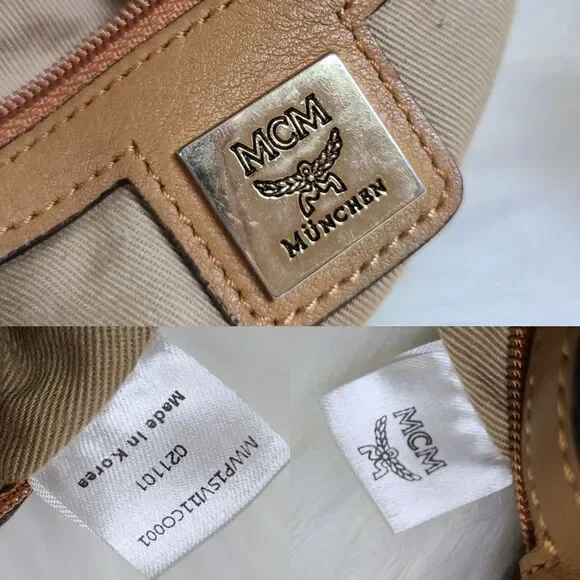 MCM
MÜNCHEN
MWP1SVI11CO001
021101
Made in Korea
MCM